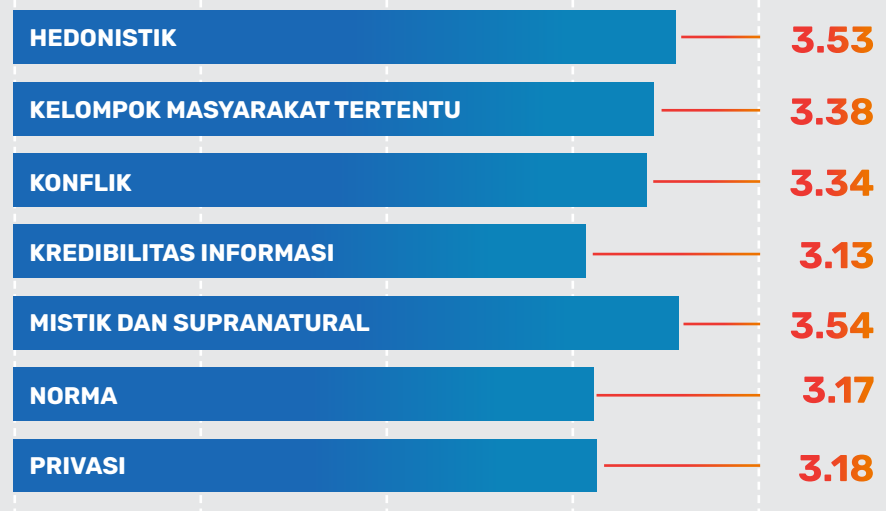 HEDONISTIK 3.53
KELOMPOK MASYARAKAT TERTENTU 3.38
KONFLIK 3.34
KREDIBILITAS INFORMASI 3.13
MISTIK DAN SUPRANATURAL 3.54
NORMA 3.17
PRIVASI 3.18